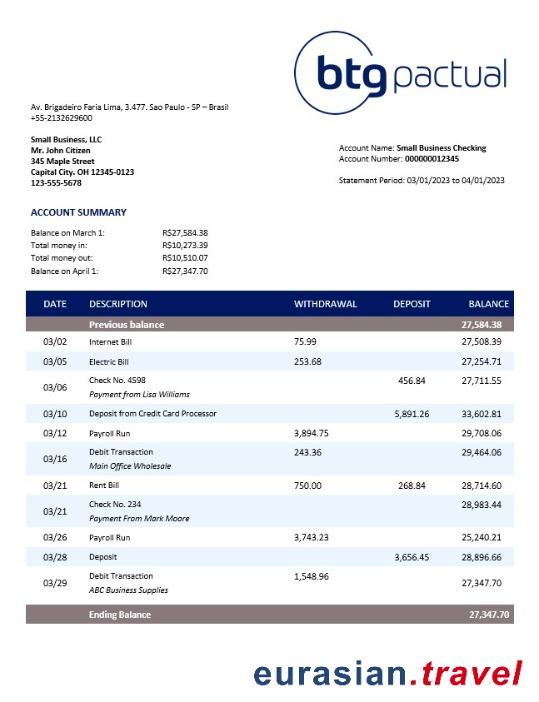 btg pactual
Av. Brigadeiro Faria Lima, 3.477. Sao Paulo - SP – Brasil
+55-2132629600
Small Business, LLC
Mr. John Citizen
345 Maple Street
Capital City. OH 12345-0123
123-555-5678
Account Name: Small Business Checking
Account Number: 000000012345
Statement Period: 03/01/2023 to 04/01/2023
ACCOUNT SUMMARY
Balance on March 1: R$27,584.38
Total money in: R$10,273.39
Total money out: R$10,510.07
Balance on April 1: R$27,347.70
DATE DESCRIPTION WITHDRAWAL DEPOSIT BALANCE
Previous balance 27,584.38
03/02 Internet Bill 75.99 27,508.39
03/05 Electric Bill 253.68 27,254.71
03/06 Check No. 4598 456.84 27,711.55
Payment from Lisa Williams
03/10 Deposit from Credit Card Processor 5,891.26 33,602.81
03/12 Payroll Run 3,894.75 29,708.06
03/16 Debit Transaction 243.36 29,464.06
Main Office Wholesale
03/21 Rent Bill 750.00 268.84 28,714.60
03/21 Check No. 234 28,983.44
Payment From Mark Moore
03/26 Payroll Run 3,743.23 25,240.21
03/28 Deposit 3,656.45 28,896.66
03/29 Debit Transaction 1,548.96 27,347.70
ABC Business Supplies
Ending Balance 27,347.70
eurasian.travel